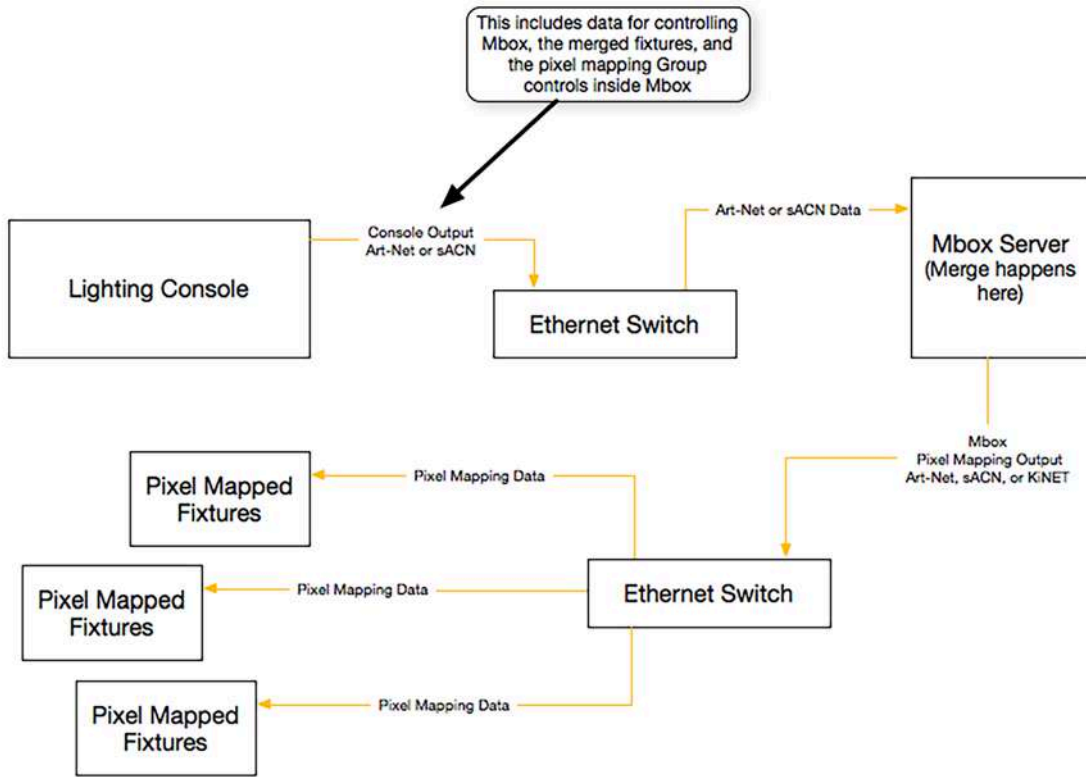 This includes data for controlling
Mbox, the merged fixtures, and
the pixel mapping Group
controls inside Mbox
Lighting Console
Console Output
Art-Net or sACN
Ethernet Switch
Art-Net or sACN Data
Mbox Server
(Merge happens
here)
Mbox
Pixel Mapping Output
Art-Net, sACN, or KiNET
Ethernet Switch
Pixel Mapping Data
Pixel Mapped
Fixtures
Pixel Mapping Data
Pixel Mapped
Fixtures
Pixel Mapping Data
Pixel Mapped
Fixtures